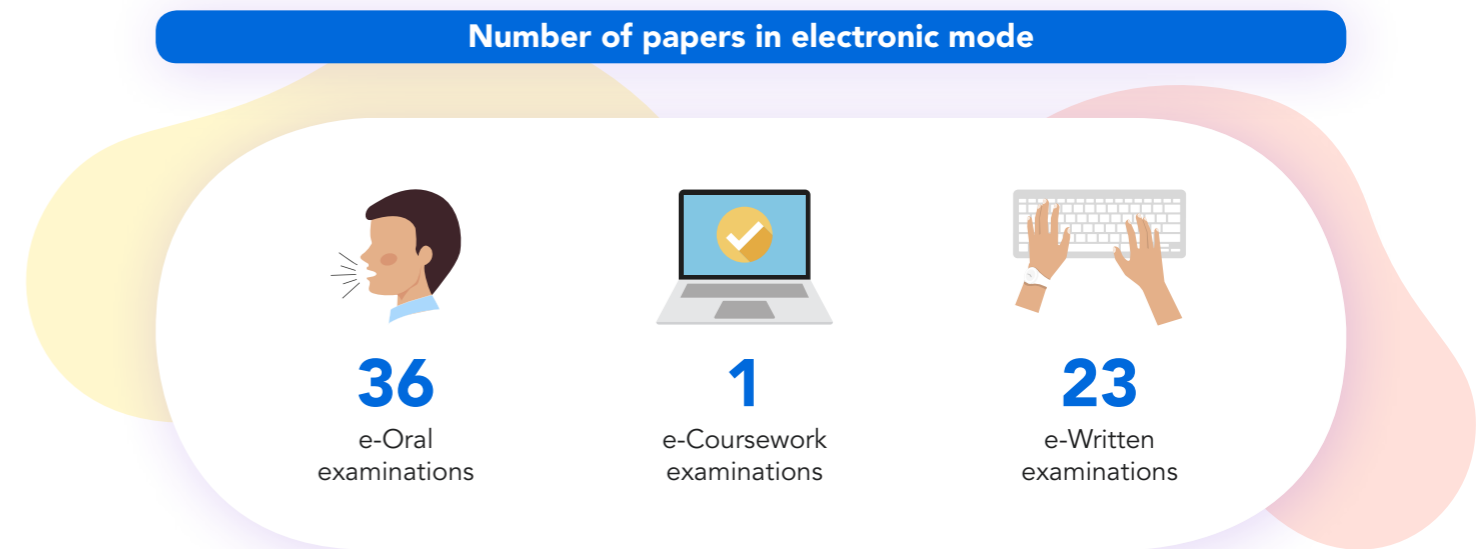 Number of papers in electronic mode
36
e-Oral
examinations
1
e-Coursework
examinations
23
e-Written
examinations